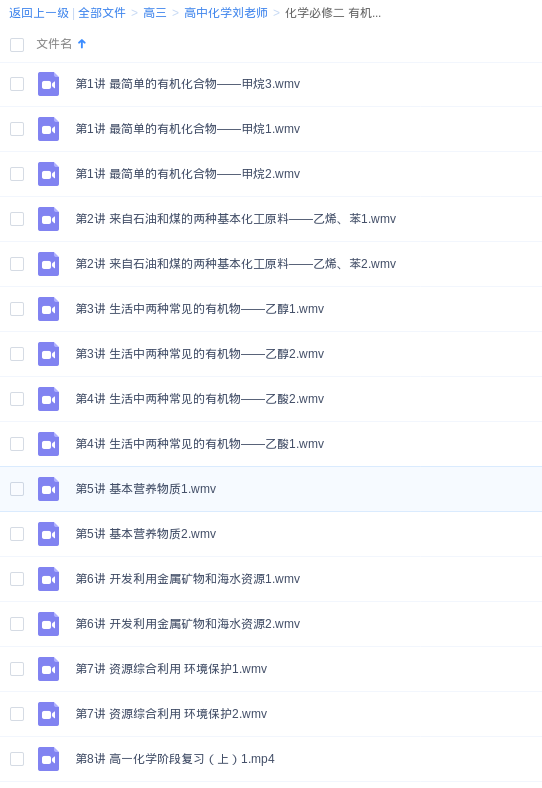 返回上一级 | 全部文件 > 高三 > 高中化学刘老师 > 化学必修二 有机...
文件名
第1讲 最简单的有机化合物——甲烷3.wmv
第1讲 最简单的有机化合物——甲烷1.wmv
第1讲 最简单的有机化合物——甲烷2.wmv
第2讲 来自石油和煤的两种基本化工原料——乙烯、苯1.wmv
第2讲 来自石油和煤的两种基本化工原料——乙烯、苯2.wmv
第3讲 生活中两种常见的有机物——乙醇1.wmv
第3讲 生活中两种常见的有机物——乙醇2.wmv
第4讲 生活中两种常见的有机物——乙酸2.wmv
第4讲 生活中两种常见的有机物——乙酸1.wmv
第5讲 基本营养物质1.wmv
第5讲 基本营养物质2.wmv
第6讲 开发利用金属矿物和海水资源1.wmv
第6讲 开发利用金属矿物和海水资源2.wmv
第7讲 资源综合利用 环境保护1.wmv
第7讲 资源综合利用 环境保护2.wmv
第8讲 高一化学阶段复习（上）1.mp4